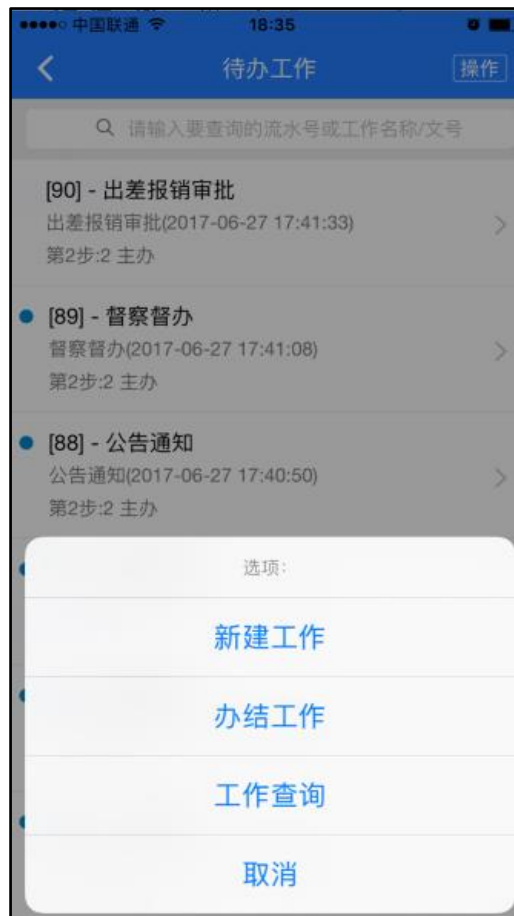 中国联通
18:35
待办工作
操作
请输入要查询的流水号或工作名称/文号
[90] - 出差报销审批
出差报销审批(2017-06-27 17:41:33)
第2步:2 主办
[89] - 督察督办
督察督办(2017-06-27 17:41:08)
第2步:2 主办
[88] - 公告通知
公告通知(2017-06-27 17:40:50)
第2步:2 主办
选项:
新建工作
办结工作
工作查询
取消